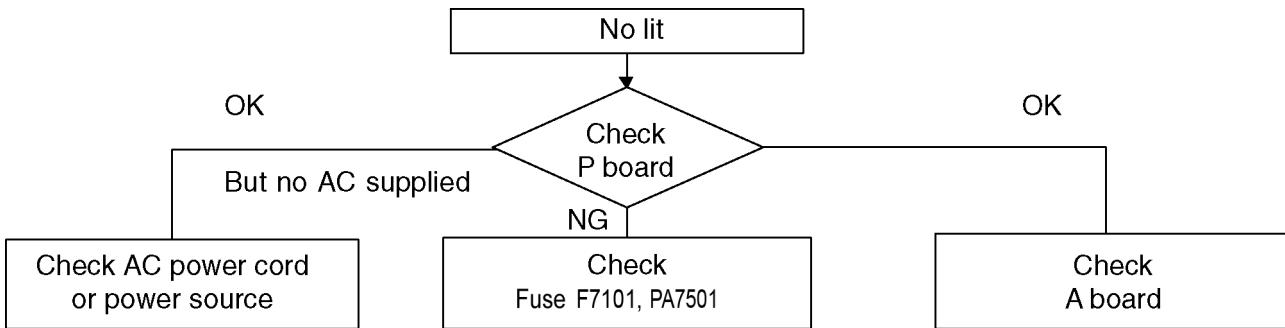 No lit
OK
OK
Check
P board
But no AC supplied
NG
Check AC power cord
or power source
Check
Fuse F7101, PA7501
Check
A board